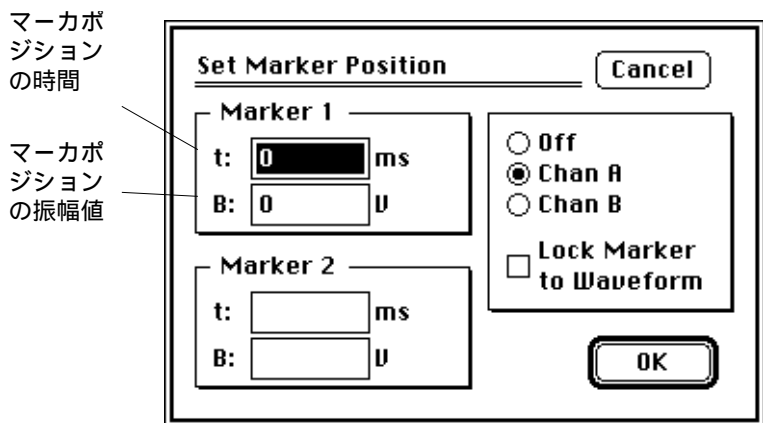 マーカポ
ジション
の時間
マーカポ
ジション
の振幅値
Set Marker Position
Cancel
Marker 1
t: 0 ms
B: 0 V
Marker 2
t: ms
B: V
Off
Chan A
Chan B
Lock Marker
to Waveform
OK